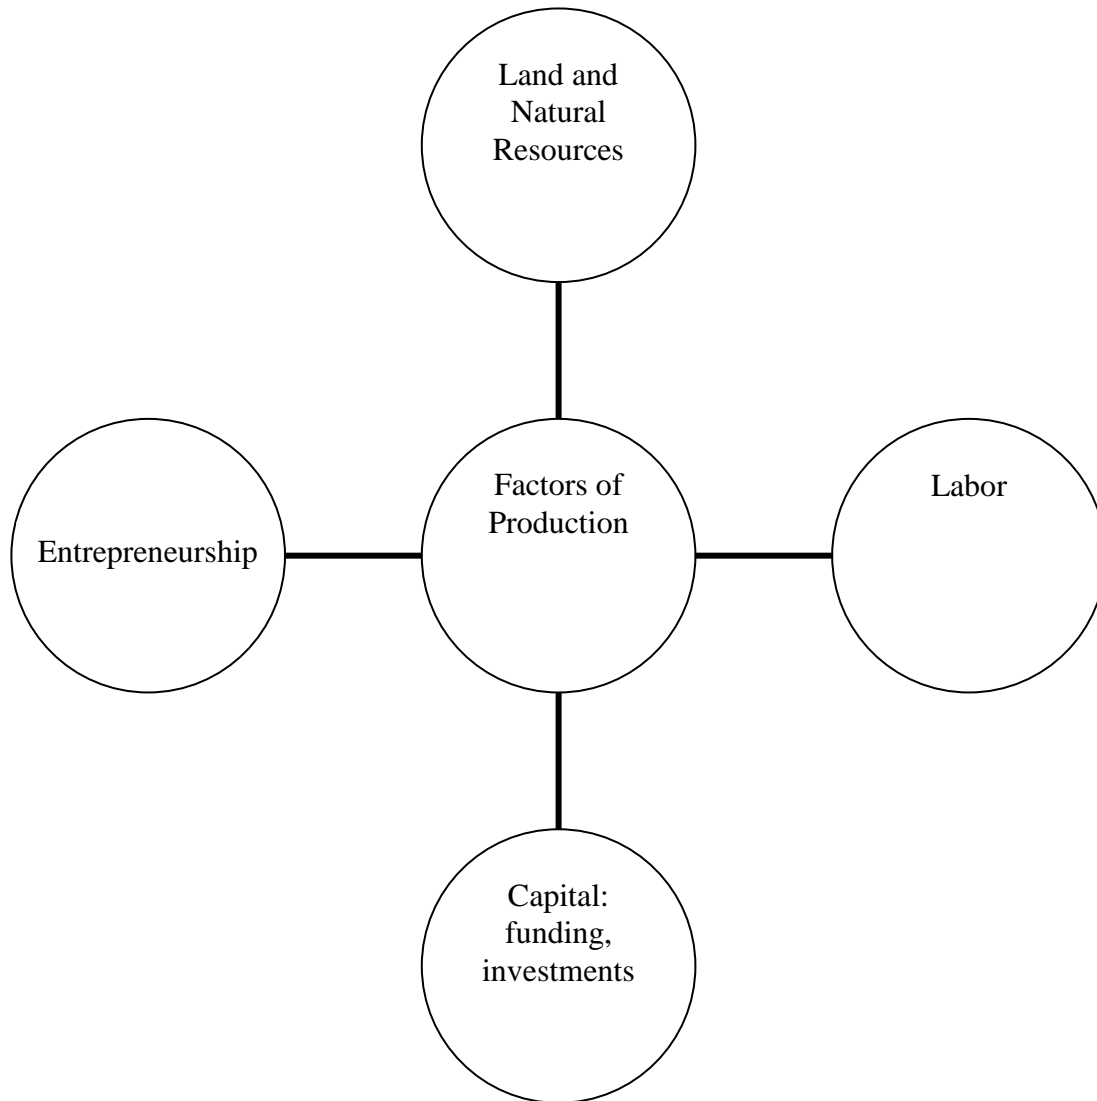 Land and
Natural
Resources
Entrepreneurship
Factors of
Production
Labor
Capital:
funding,
investments